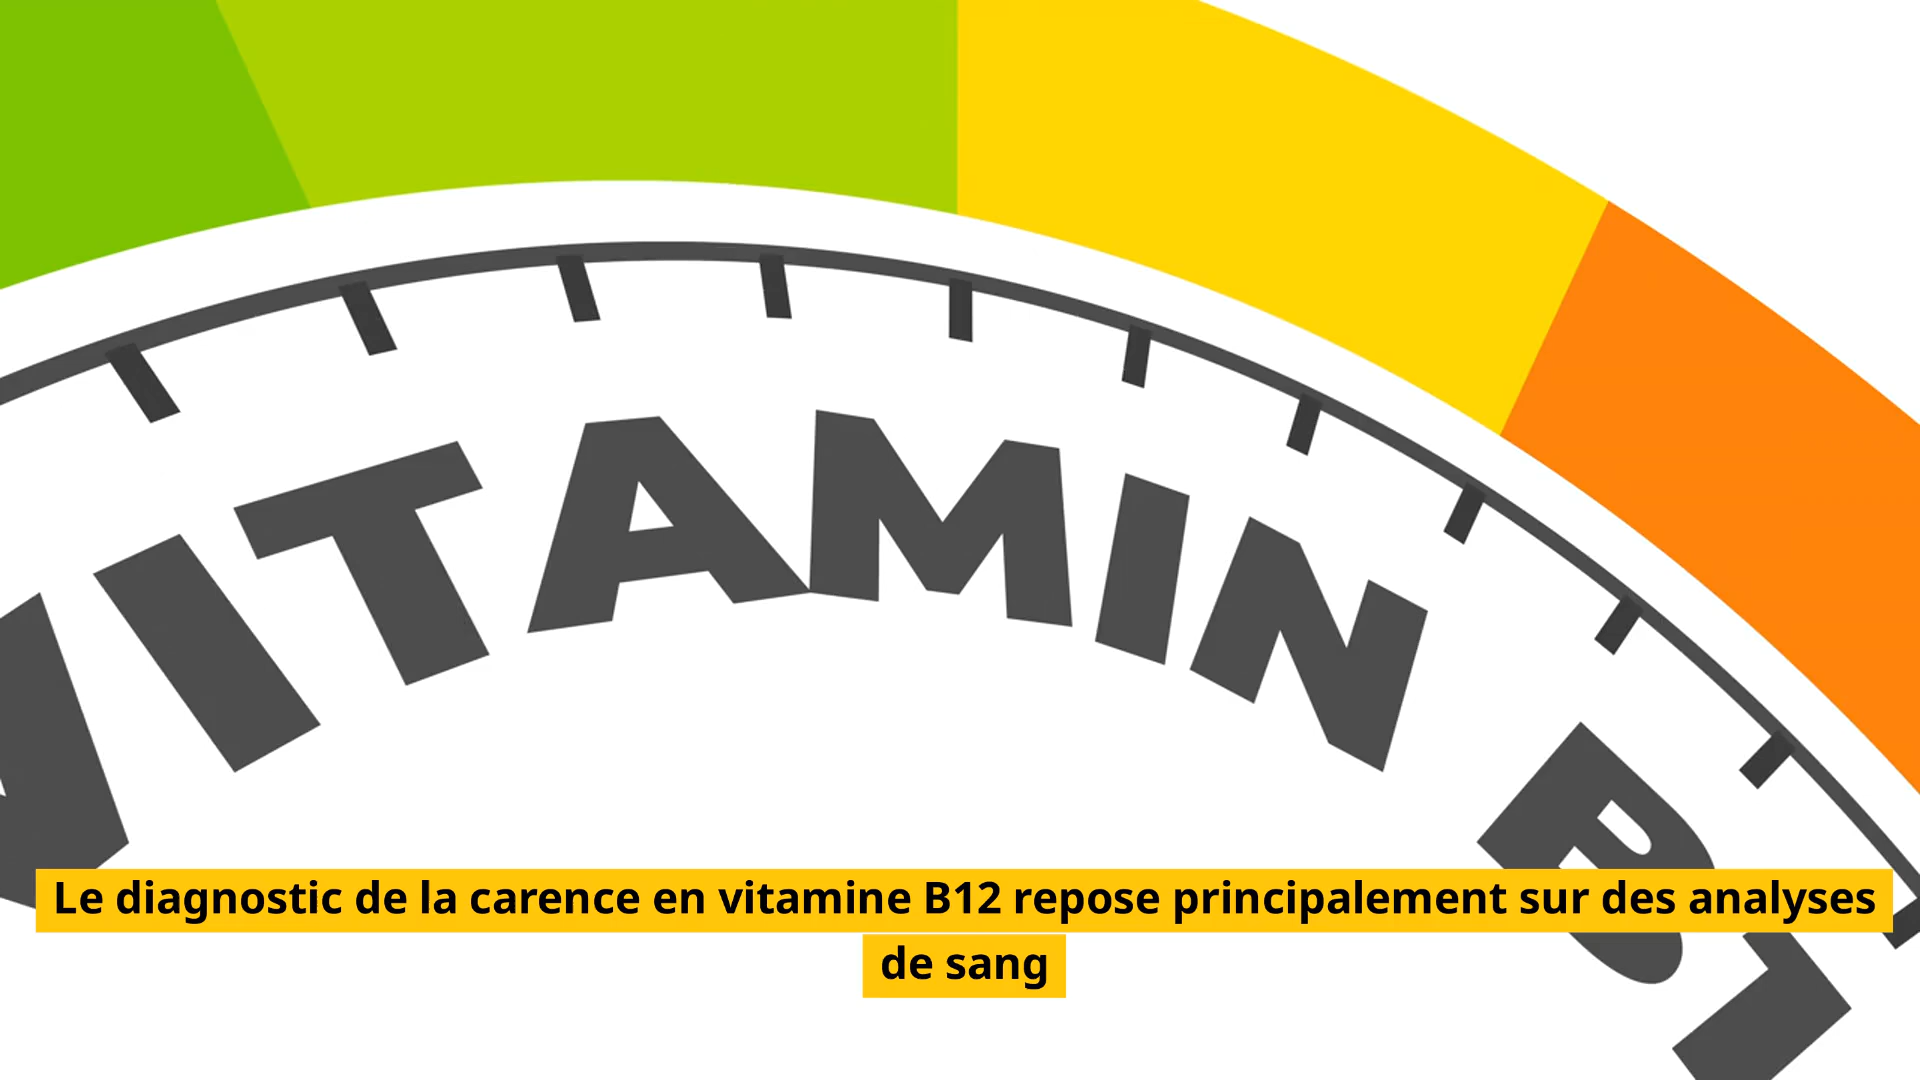 VITAMIN B1
Le diagnostic de la carence en vitamine B12 repose principalement sur des analyses
de sang